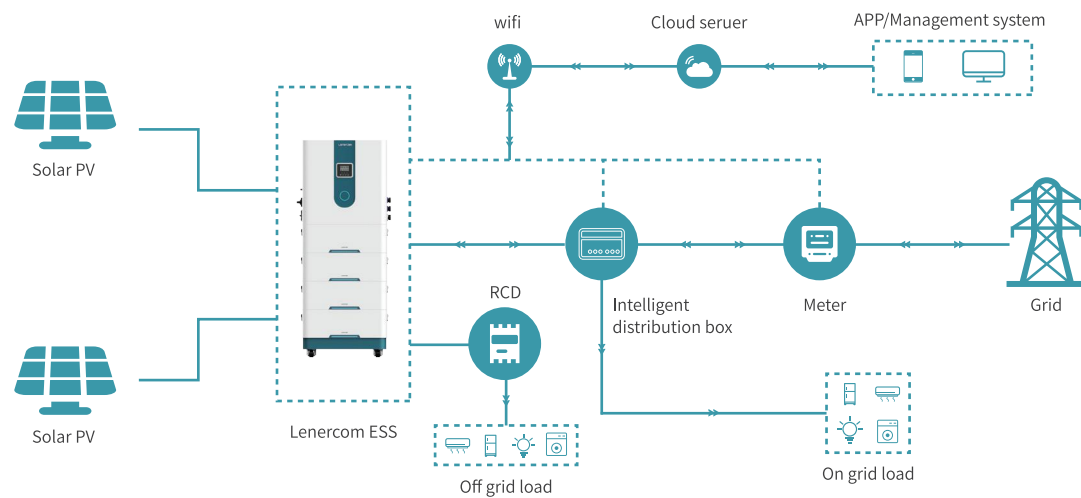 wifi
Cloud seruer
APP/Management system
Solar PV
RCD
Intelligent
distribution box
Meter
Grid
Solar PV
Lenercom ESS
Off grid load
On grid load